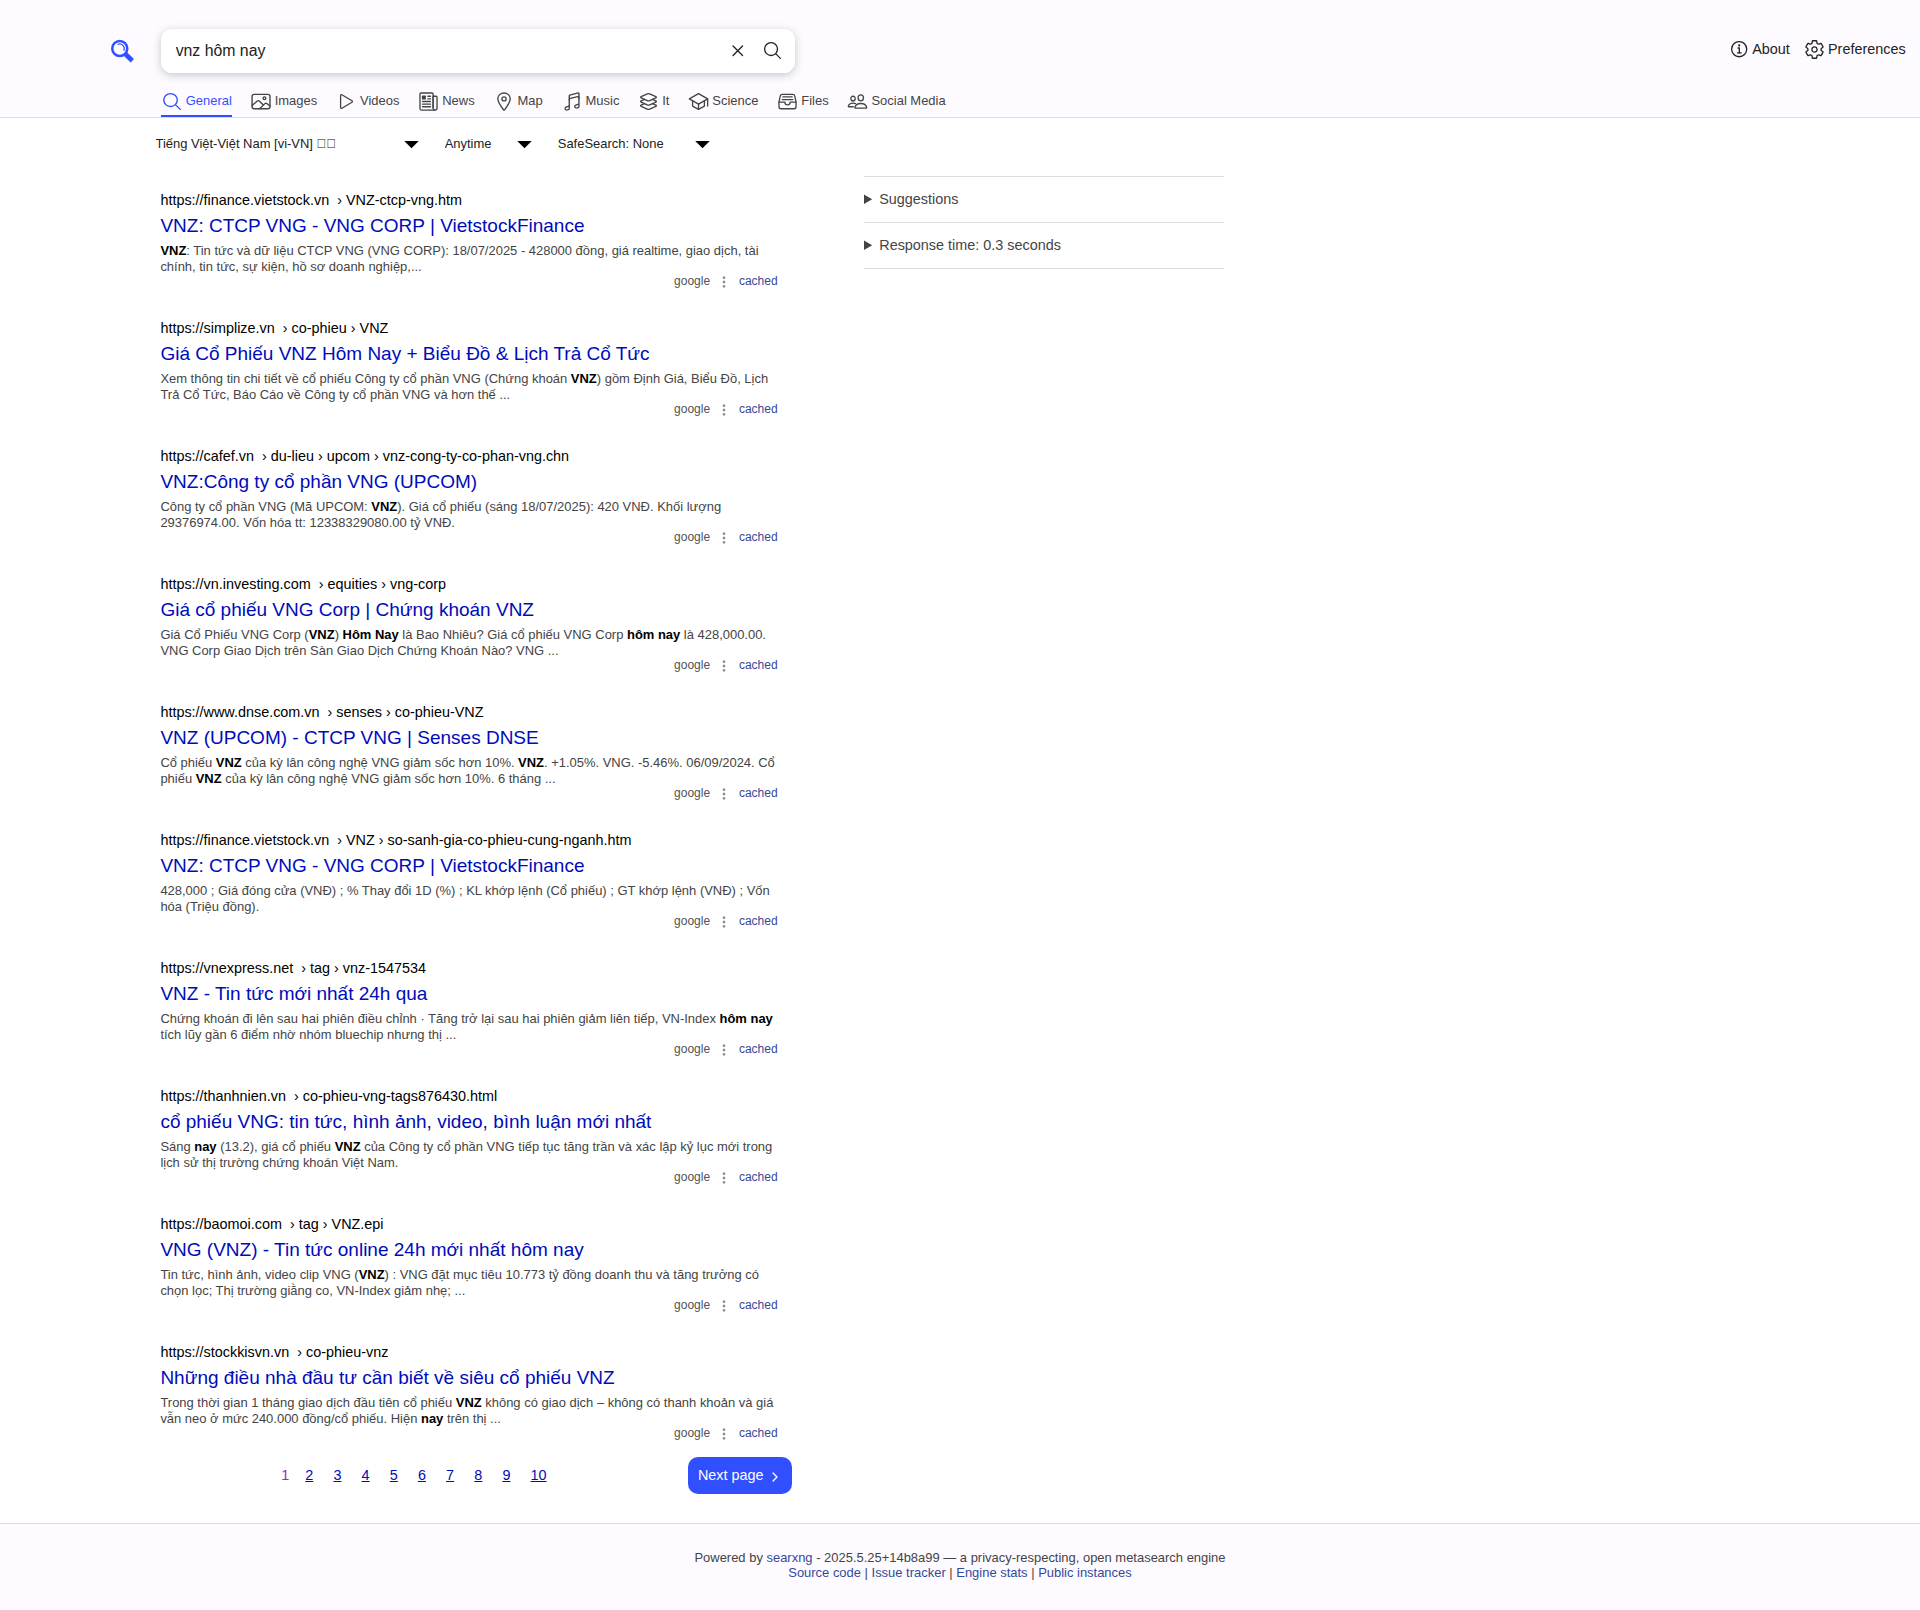 vnz hôm nay
About
Preferences
General
Images
Videos
News
Map
Music
It
Science
Files
Social Media
Tiếng Việt-Việt Nam [vi-VN]
Anytime
SafeSearch: None
https://finance.vietstock.vn › VNZ-ctcp-vng.htm
VNZ: CTCP VNG - VNG CORP | VietstockFinance
VNZ: Tin tức và dữ liệu CTCP VNG (VNG CORP): 18/07/2025 - 428000 đồng, giá realtime, giao dịch, tài
chính, tin tức, sự kiện, hồ sơ doanh nghiệp,...
google
cached
https://simplize.vn › co-phieu › VNZ
Giá Cổ Phiếu VNZ Hôm Nay + Biểu Đồ & Lịch Trả Cổ Tức
Xem thông tin chi tiết về cổ phiếu Công ty cổ phần VNG (Chứng khoán VNZ) gồm Định Giá, Biểu Đồ, Lịch
Trả Cổ Tức, Báo Cáo về Công ty cổ phần VNG và hơn thế ...
google
cached
https://cafef.vn › du-lieu › upcom › vnz-cong-ty-co-phan-vng.chn
VNZ:Công ty cổ phần VNG (UPCOM)
Công ty cổ phần VNG (Mã UPCOM: VNZ). Giá cổ phiếu (sáng 18/07/2025): 420 VNĐ. Khối lượng
29376974.00. Vốn hóa tt: 12338329080.00 tỷ VNĐ.
google
cached
https://vn.investing.com › equities › vng-corp
Giá cổ phiếu VNG Corp | Chứng khoán VNZ
Giá Cổ Phiếu VNG Corp (VNZ) Hôm Nay là Bao Nhiêu? Giá cổ phiếu VNG Corp hôm nay là 428,000.00.
VNG Corp Giao Dịch trên Sàn Giao Dịch Chứng Khoán Nào? VNG ...
google
cached
https://www.dnse.com.vn › senses › co-phieu-VNZ
VNZ (UPCOM) - CTCP VNG | Senses DNSE
Cổ phiếu VNZ của kỳ lân công nghệ VNG giảm sốc hơn 10%. VNZ. +1.05%. VNG. -5.46%. 06/09/2024. Cổ
phiếu VNZ của kỳ lân công nghệ VNG giảm sốc hơn 10%. 6 tháng ...
google
cached
https://finance.vietstock.vn › VNZ › so-sanh-gia-co-phieu-cung-nganh.htm
VNZ: CTCP VNG - VNG CORP | VietstockFinance
428,000 ; Giá đóng cửa (VNĐ) ; % Thay đổi 1D (%) ; KL khớp lệnh (Cổ phiếu) ; GT khớp lệnh (VNĐ) ; Vốn
hóa (Triệu đồng).
google
cached
https://vnexpress.net › tag › vnz-1547534
VNZ - Tin tức mới nhất 24h qua
Chứng khoán đi lên sau hai phiên điều chỉnh · Tăng trở lại sau hai phiên giảm liên tiếp, VN-Index hôm nay
tích lũy gần 6 điểm nhờ nhóm bluechip nhưng thị ...
google
cached
https://thanhnien.vn › co-phieu-vng-tags876430.html
cổ phiếu VNG: tin tức, hình ảnh, video, bình luận mới nhất
Sáng nay (13.2), giá cổ phiếu VNZ của Công ty cổ phần VNG tiếp tục tăng trần và xác lập kỷ lục mới trong
lịch sử thị trường chứng khoán Việt Nam.
google
cached
https://baomoi.com › tag › VNZ.epi
VNG (VNZ) - Tin tức online 24h mới nhất hôm nay
Tin tức, hình ảnh, video clip VNG (VNZ) : VNG đặt mục tiêu 10.773 tỷ đồng doanh thu và tăng trưởng có
chọn lọc; Thị trường giằng co, VN-Index giảm nhẹ; ...
google
cached
https://stockkisvn.vn › co-phieu-vnz
Những điều nhà đầu tư cần biết về siêu cổ phiếu VNZ
Trong thời gian 1 tháng giao dịch đầu tiên cổ phiếu VNZ không có giao dịch – không có thanh khoản và giá
vẫn neo ở mức 240.000 đồng/cổ phiếu. Hiện nay trên thị ...
google
cached
1 2 3 4 5 6 7 8 9 10
Next page
Suggestions
Response time: 0.3 seconds
Powered by searxng - 2025.5.25+14b8a99 — a privacy-respecting, open metasearch engine
Source code | Issue tracker | Engine stats | Public instances